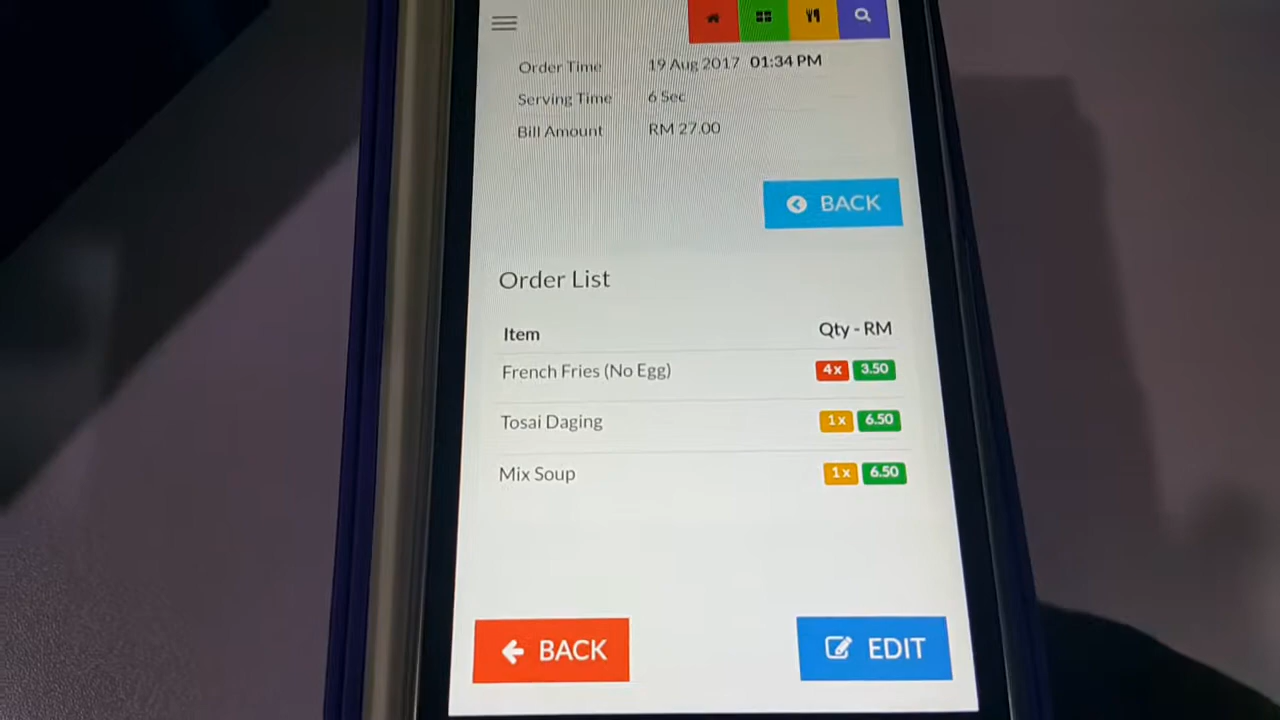 Order Time 19 Aug 2017 01:34 PM
Serving Time 6 Sec
Bill Amount RM 27.00
BACK
Order List
Item Qty - RM
French Fries (No Egg) 4x 3.50
Tosai Daging 1x 6.50
Mix Soup 1x 6.50
BACK EDIT